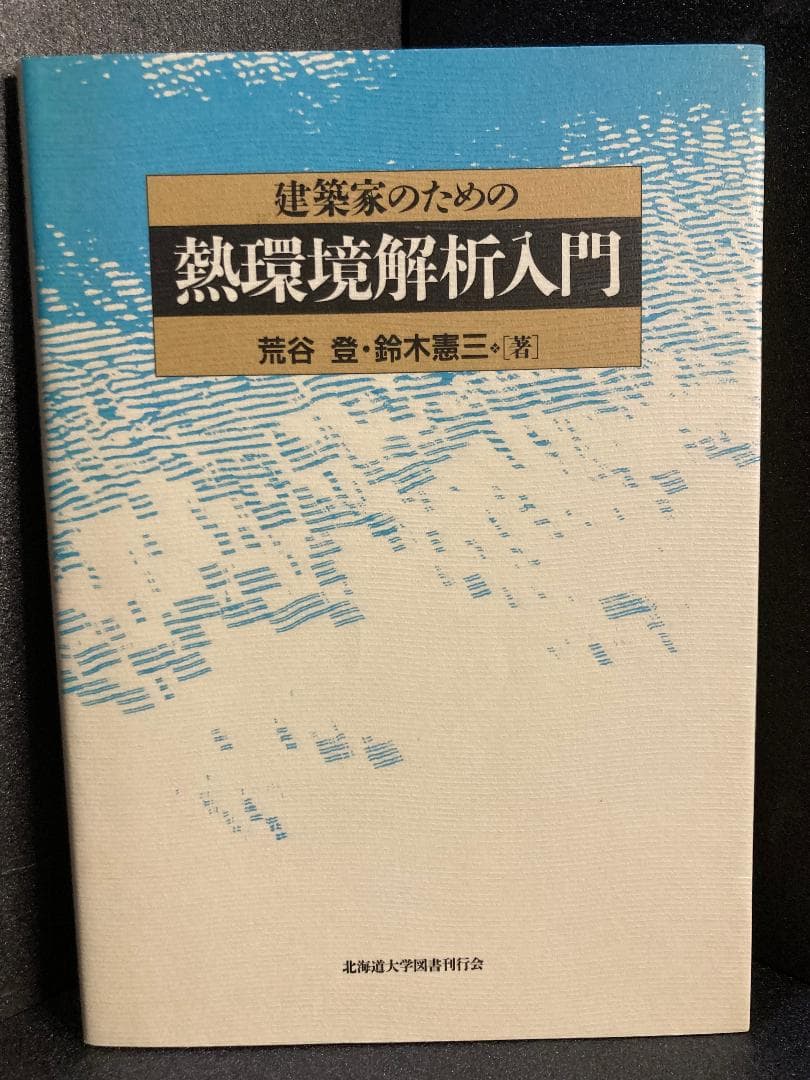 建築家のための
熱環境解析入門
荒谷 登・鈴木憲三❖[著]
北海道大学図書刊行会